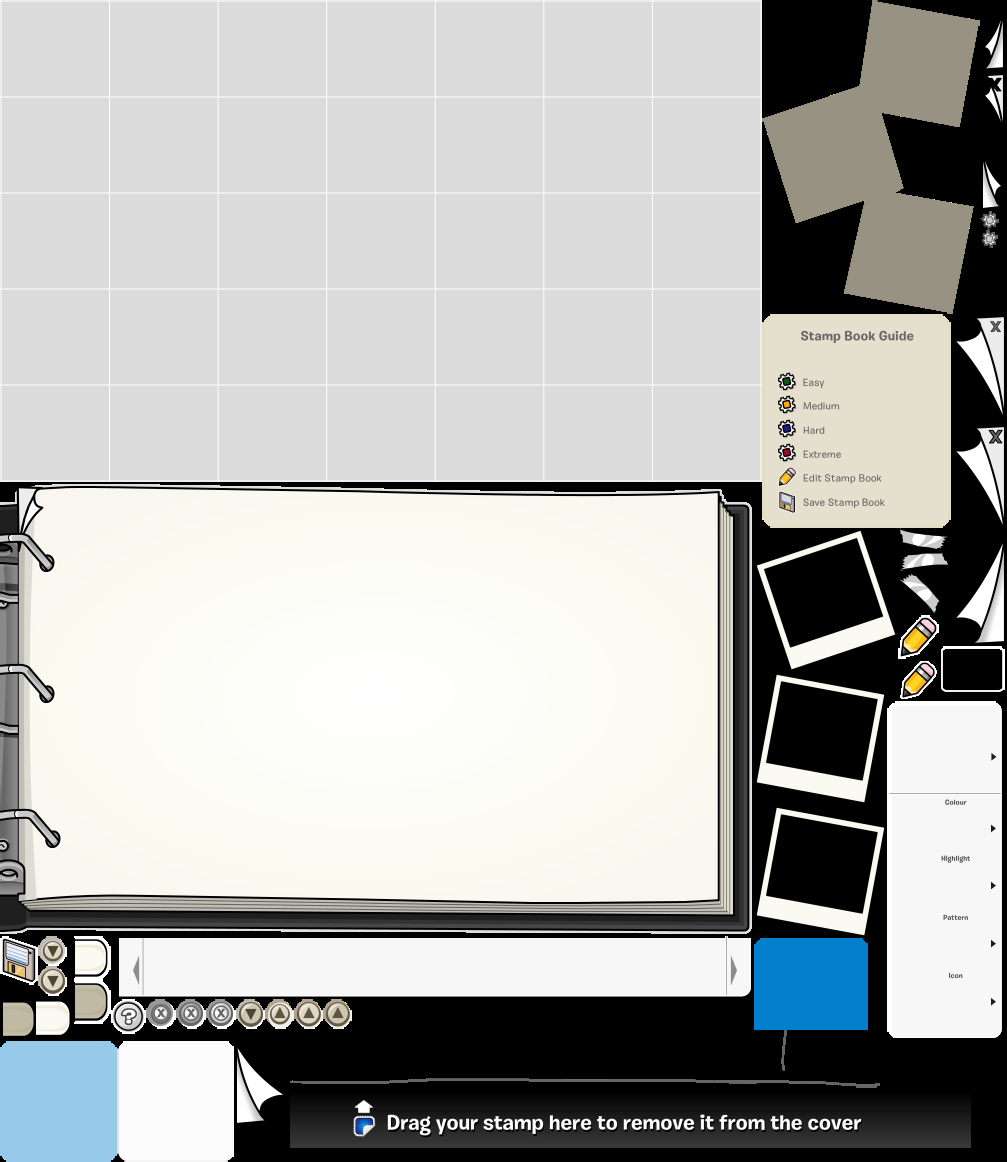 Stamp Book Guide
Easy
Medium
Hard
Extreme
Edit Stamp Book
Save Stamp Book
Colour
Highlight
Pattern
Icon
Drag your stamp here to remove it from the cover